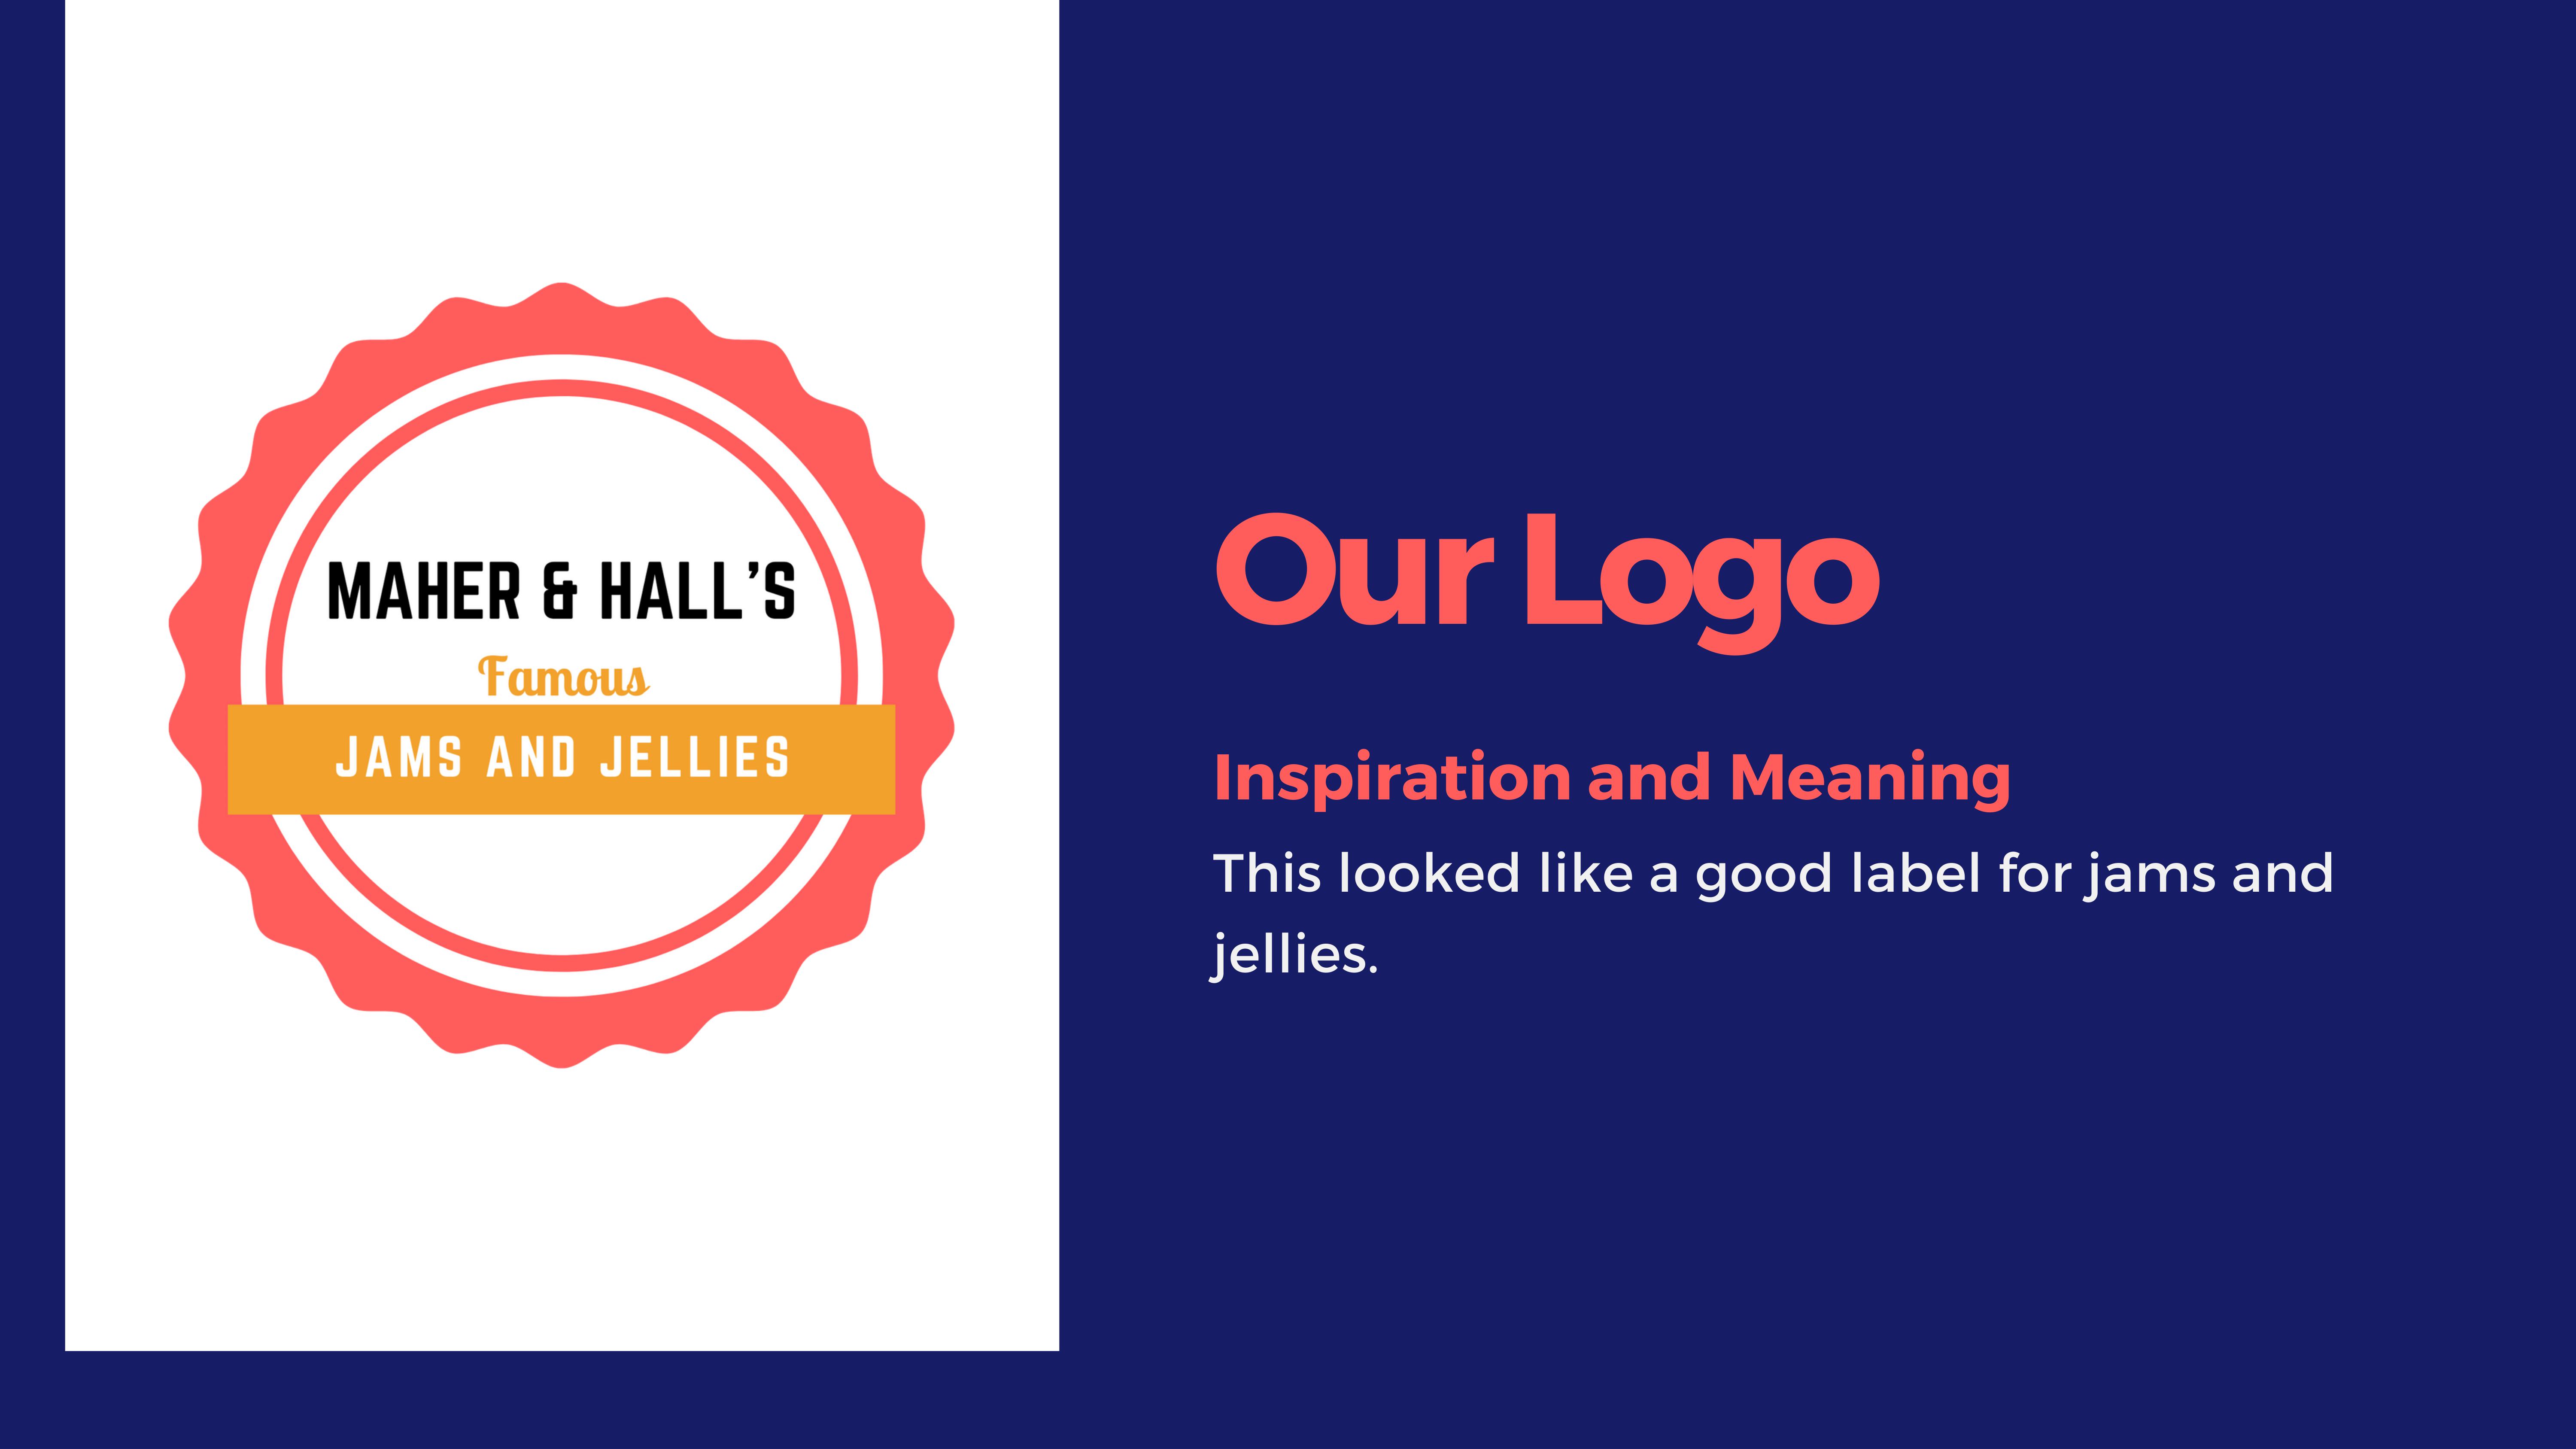 MAHER & HALL'S
Famous
JAMS AND JELLIES
Our Logo
Inspiration and Meaning
This looked like a good label for jams and
jellies.